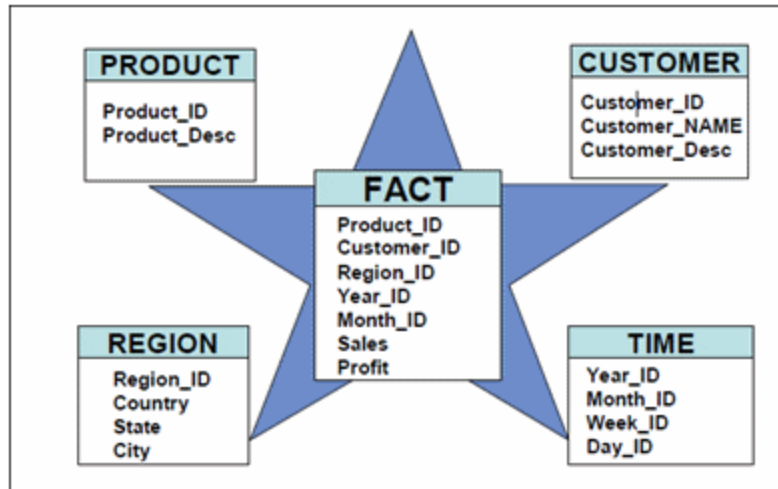 PRODUCT
Product_ID
Product_Desc
CUSTOMER
Customer_ID
Customer_NAME
Customer_Desc
FACT
Product_ID
Customer_ID
Region_ID
Year_ID
Month_ID
Sales
Profit
REGION
Region_ID
Country
State
City
TIME
Year_ID
Month_ID
Week_ID
Day_ID